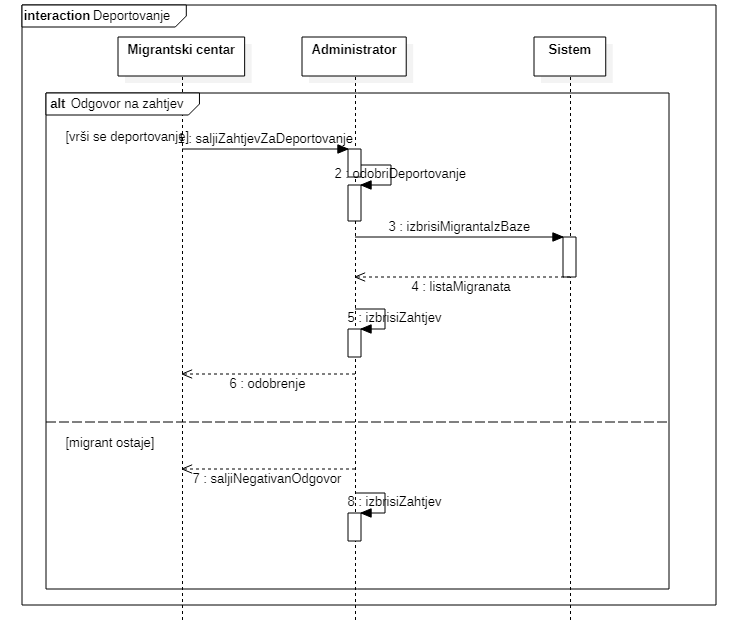 interaction Deportovanje
Migrantski centar
Administrator
Sistem
alt Odgovor na zahtjev
[vrši se deportovanje]
1 : saljiZahtjevZaDeportovanje
2 : odobriDeportovanje
3 : izbrisiMigrantaIzBaze
4 : listaMigranata
5 : izbrisiZahtjev
6 : odobrenje
[migrant ostaje]
7 : saljiNegativanOdgovor
8 : izbrisiZahtjev